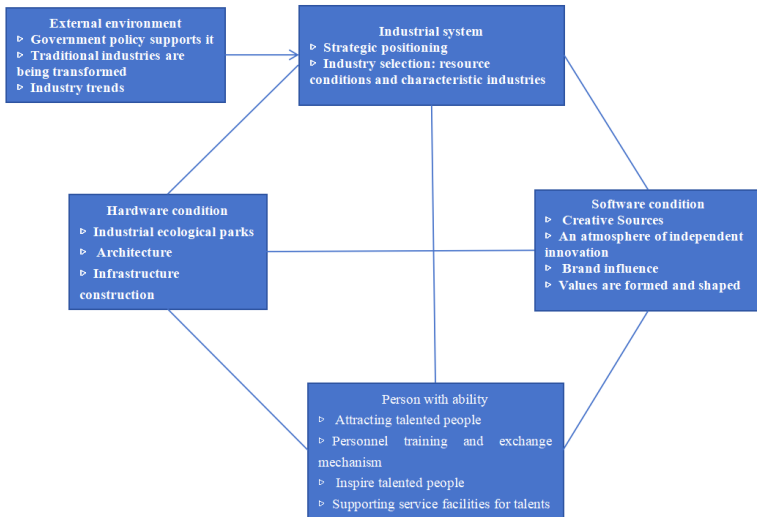 External environment
▹ Government policy supports it
▹ Traditional industries are
being transformed
▹ Industry trends
Industrial system
▹ Strategic positioning
▹ Industry selection: resource
conditions and characteristic industries
Hardware condition
▹ Industrial ecological parks
▹ Architecture
▹ Infrastructure
construction
Software condition
▹ Creative Sources
▹ An atmosphere of independent
innovation
▹ Brand influence
▹ Values are formed and shaped
Person with ability
▹ Attracting talented people
▹ Personnel training and exchange
mechanism
▹ Inspire talented people
▹ Supporting service facilities for talents